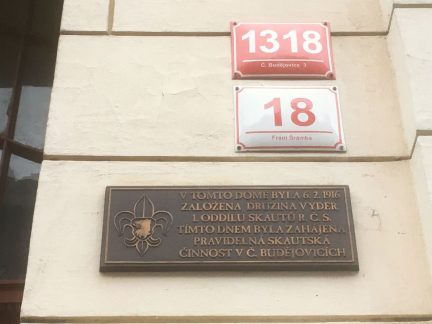 1318
Č. Budějovice 3
18
Fráni Šrámka
V TOMTO DOMĚ BYLA 6. 2. 1916
ZALOŽENA DRUŽINA VYDER
1. ODDÍLU SKAUTŮ R. Č. S.
TÍMTO DNEM BYLA ZAHÁJENA
PRAVIDELNÁ SKAUTSKÁ
ČINNOST V Č. BUDĚJOVICÍCH